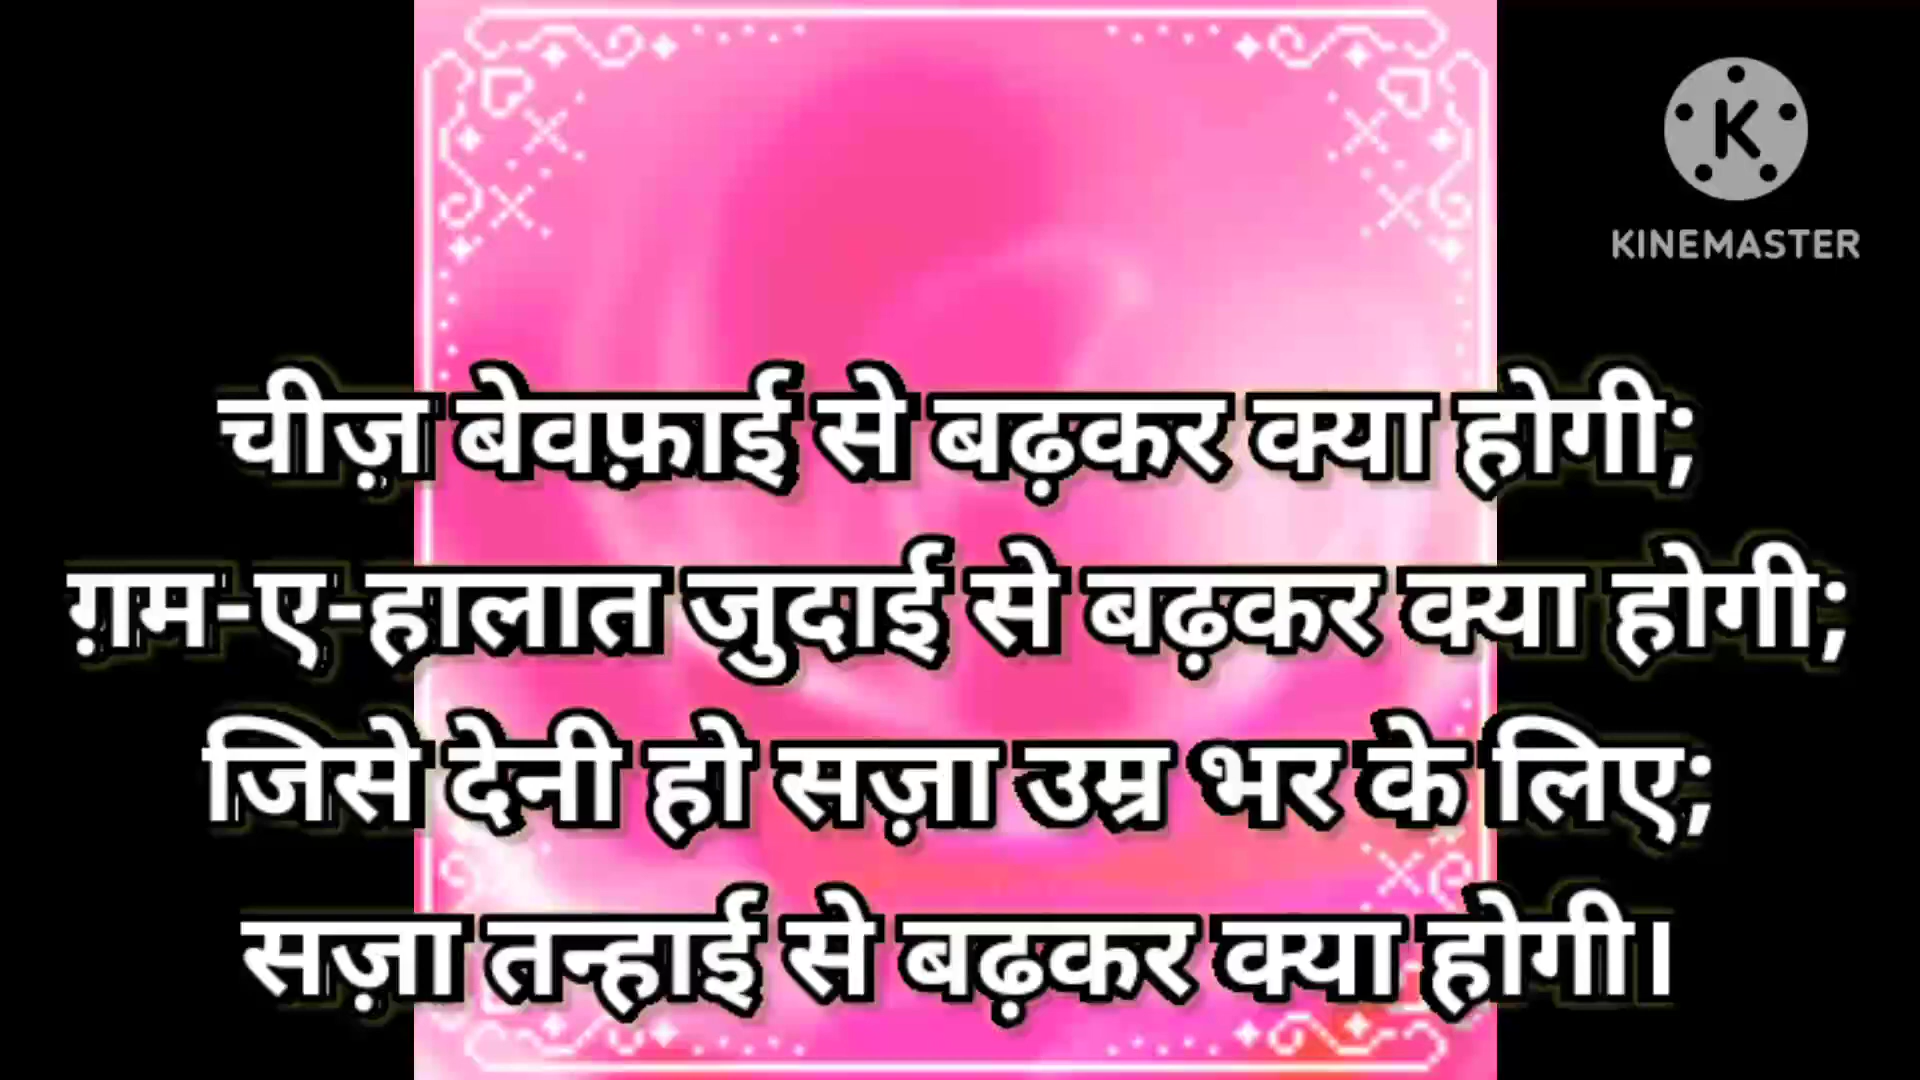 KINEMASTER
चीज़ बेवफ़ाई से बढ़कर क्या होगी;
ग़म-ए-हालात जुदाई से बढ़कर क्या होगी;
जिसे देनी हो सज़ा उम्र भर के लिए;
सज़ा तन्हाई से बढ़कर क्या होगी।